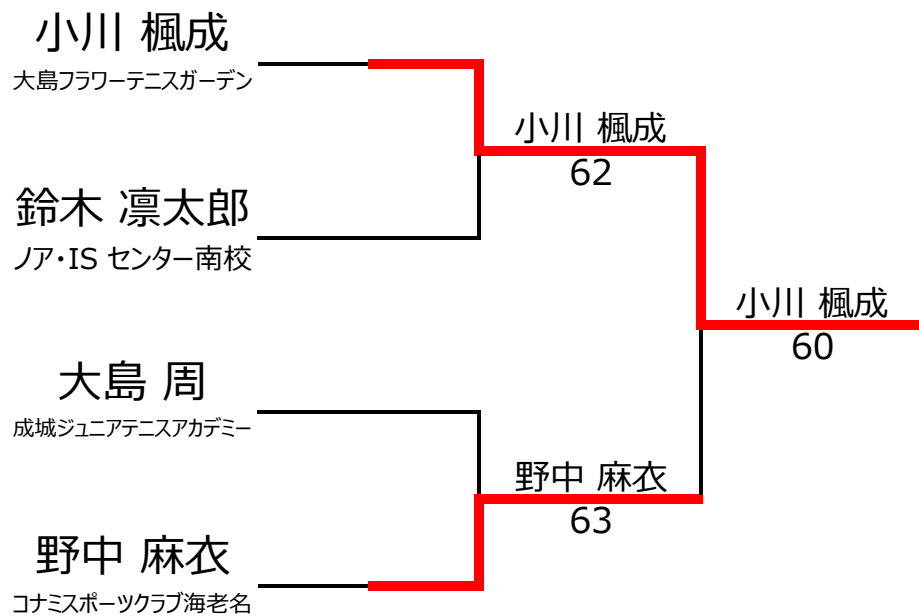 小川 楓成
大島フラワーテニスガーデン
小川 楓成
62
鈴木 凛太郎
ノア・IS センター南校
小川 楓成
60
大島 周
成城ジュニアテニスアカデミー
野中 麻衣
63
野中 麻衣
コナミスポーツクラブ海老名